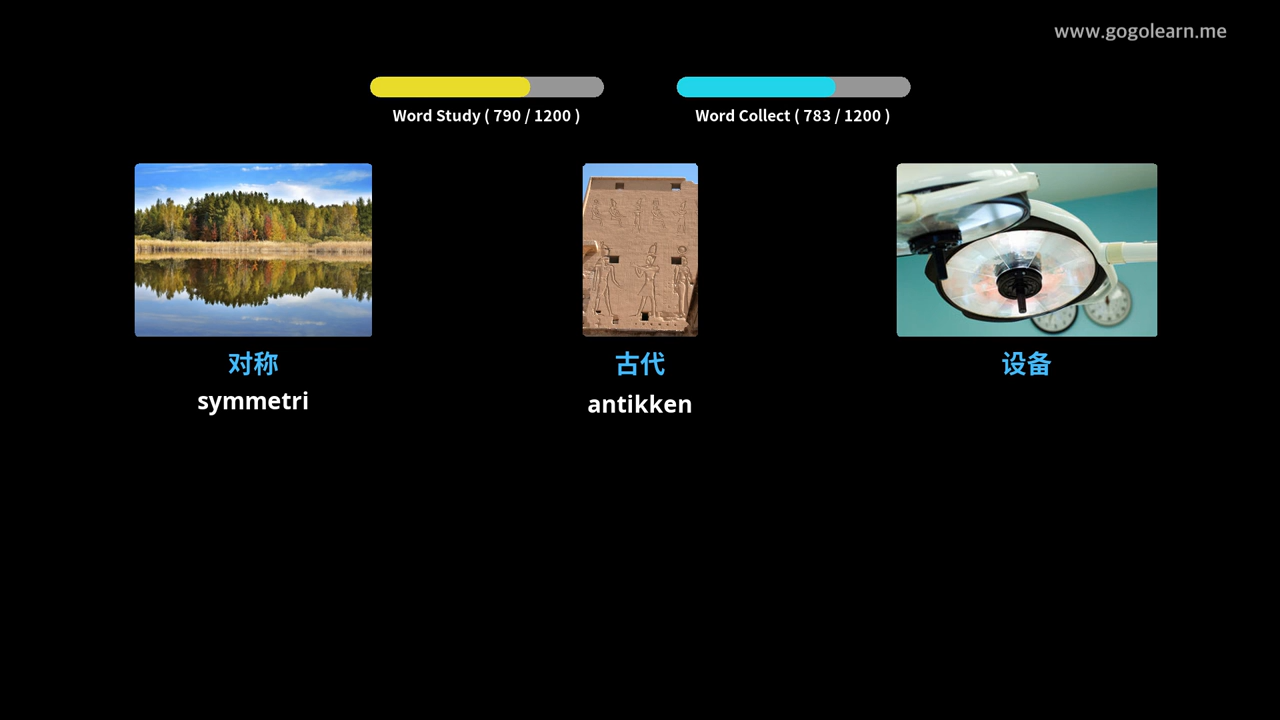 www.gogolearn.me
Word Study ( 790 / 1200 )
Word Collect ( 783 / 1200 )
对称
古代
设备
symmetri
antikken